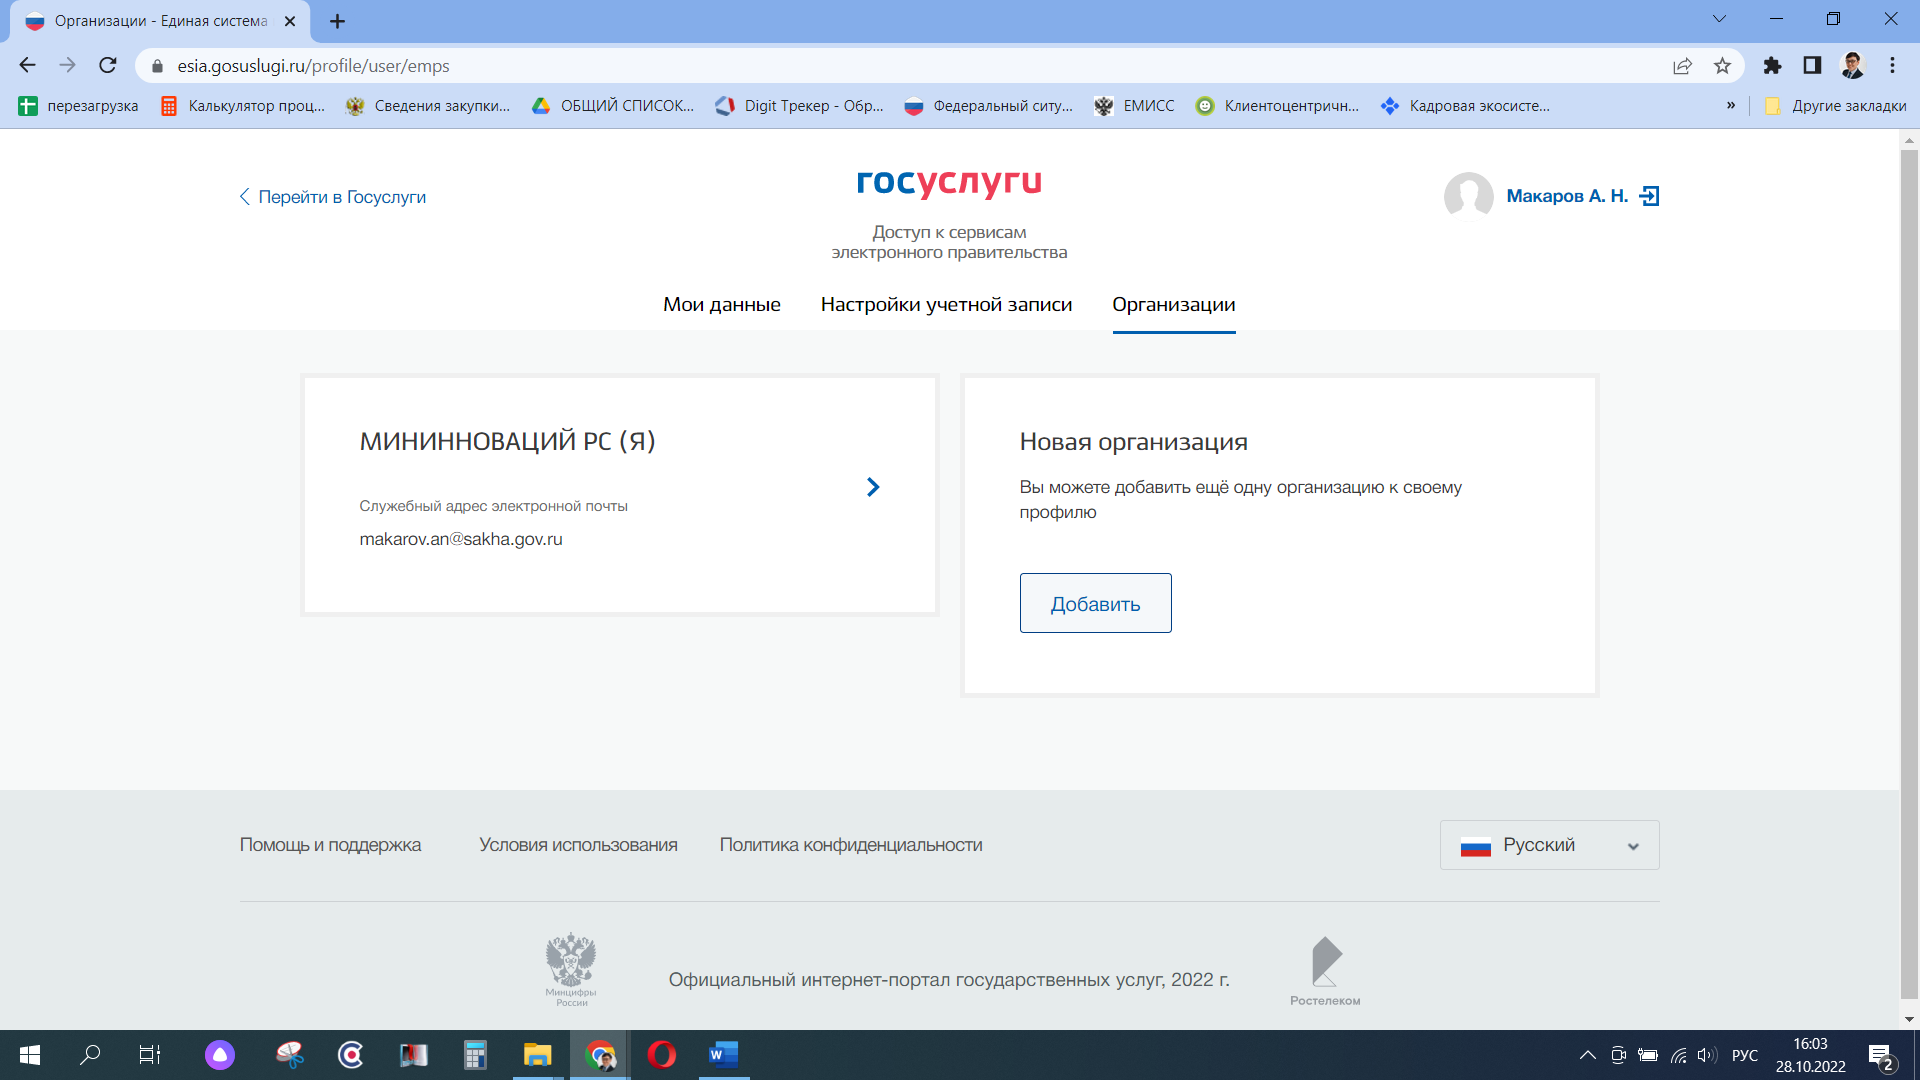 Организации - Единая система
esia.gosuslugi.ru/profile/user/emps
перезагрузка
Калькулятор проц...
Сведения закупки...
ОБЩИЙ СПИСОК...
Digit Трекер - Обр...
Федеральный ситу...
ЕМИСС
Клиентоцентричн...
Кадровая экосисте...
»
Другие закладки
Перейти в Госуслуги
госуслуги
Доступ к сервисам
электронного правительства
Макаров А. Н.
Мои данные
Настройки учетной записи
Организации
МИНИННОВАЦИЙ РС (Я)
Служебный адрес электронной почты
makarov.an@sakha.gov.ru
Новая организация
Вы можете добавить ещё одну организацию к своему
профилю
Добавить
Помощь и поддержка
Условия использования
Политика конфиденциальности
Русский
Минцифры
России
Официальный интернет-портал государственных услуг, 2022 г.
Ростелеком
РУС
16:03
28.10.2022
2